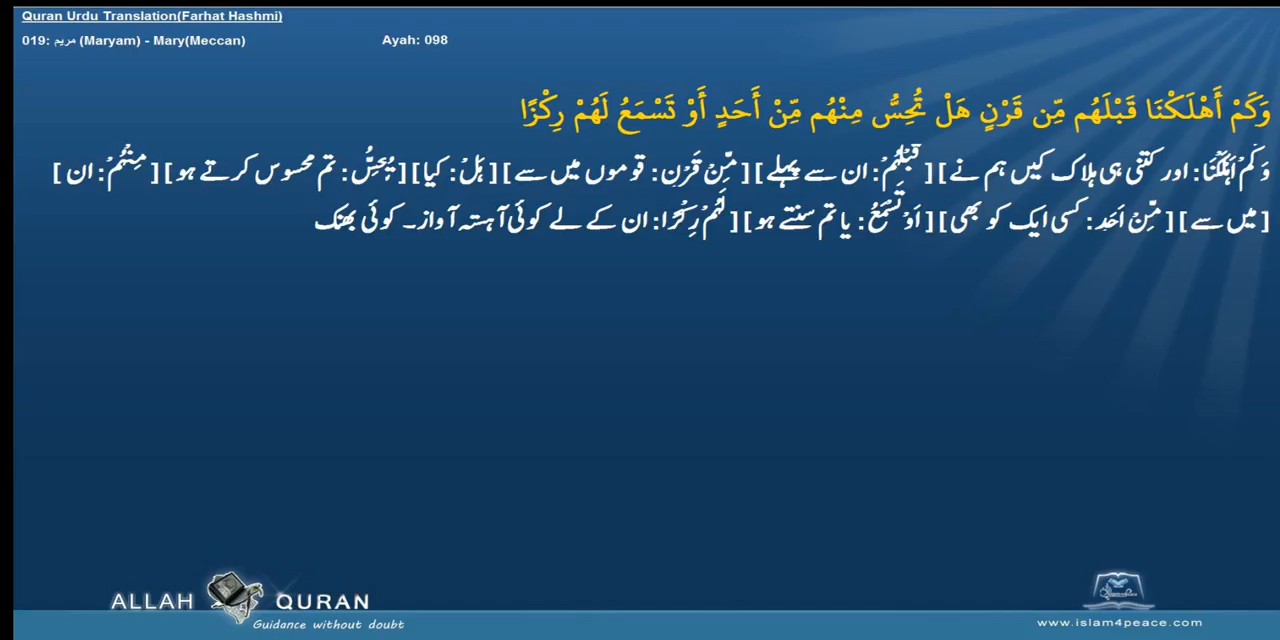 Quran Urdu Translation(Farhat Hashmi)
019: مريم (Maryam) - Mary(Meccan) Ayah: 098
وَكَمْ أَهْلَكْنَا قَبْلَهُم مِّن قَرْنٍ هَلْ تُحِسُّ مِنْهُم مِّنْ أَحَدٍ أَوْ تَسْمَعُ لَهُمْ رِكْزًا
وَكَمْ اَهْلَكْنَا: اور کتنی ہی ہلاک کیں ہم نے] [قَبْلَهُمْ: ان سے پہلے] [مِّنْ قَرْنٍ: قوموں میں سے] [هَلْ: کیا] [تُحِسُّ: تم محسوس کرتے ہو] [مِنْهُمْ: ان]
[میں سے] [مِّنْ اَحَدٍ: کسی ایک کو بھی] [اَوْ تَسْمَعُ: یا تم سنتے ہو] [لَهُمْ رِكْزًا: ان کے لے کوئی آہستہ آواز۔ کوئی بھنک
ALLAH QURAN
Guidance without doubt
www.islam4peace.com